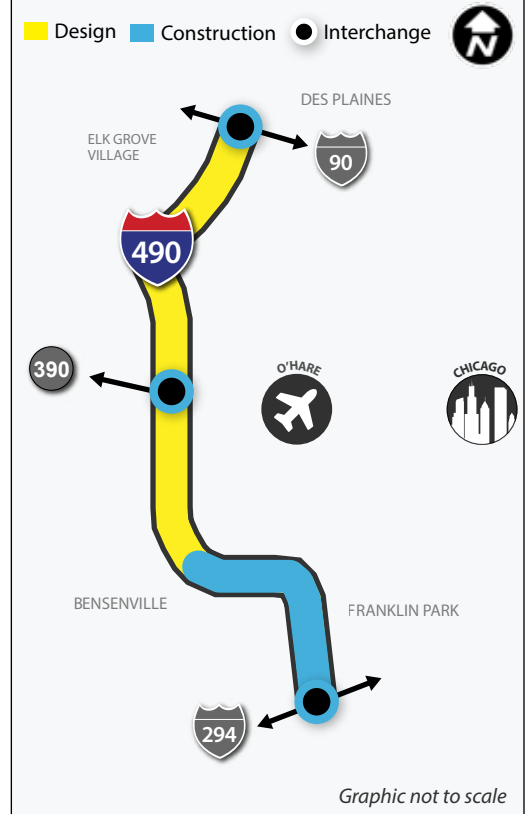 Design Construction Interchange
N
DES PLAINES
ELK GROVE
VILLAGE
90
490
390
O'HARE
CHICAGO
BENSENVILLE
FRANKLIN PARK
294
Graphic not to scale